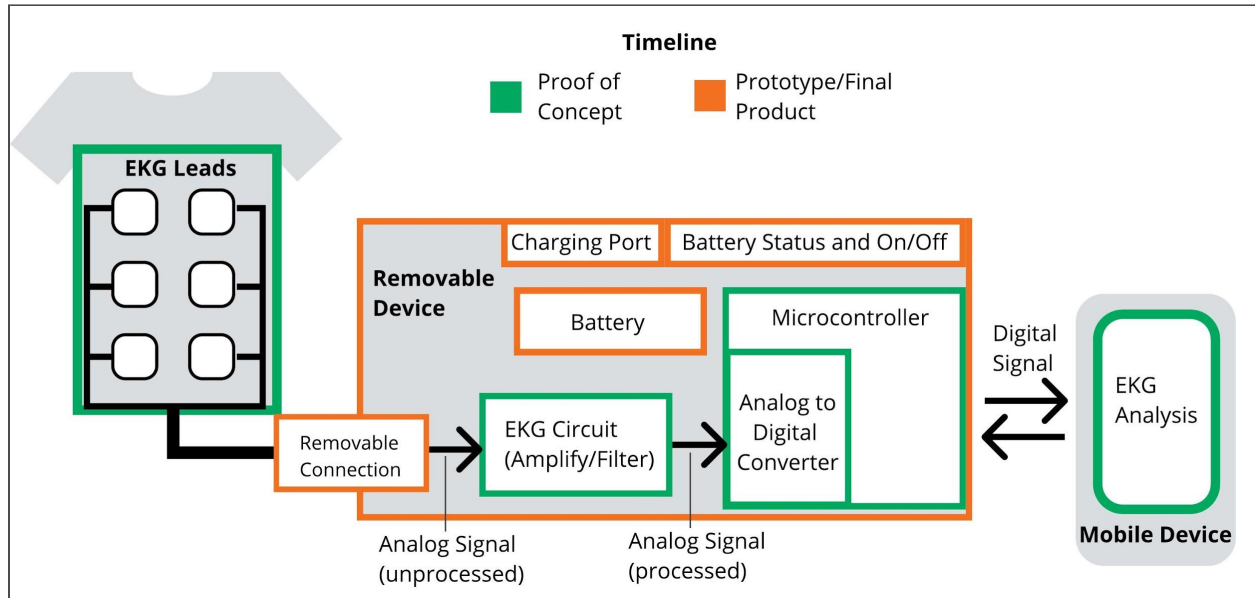 Timeline
Proof of
Concept
Prototype/Final
Product
EKG Leads
Charging Port
Battery Status and On/Off
Removable
Device
Battery
Microcontroller
Analog to
Digital
Converter
EKG Circuit
(Amplify/Filter)
Removable
Connection
Analog Signal
(unprocessed)
Analog Signal
(processed)
Digital
Signal
EKG
Analysis
Mobile Device